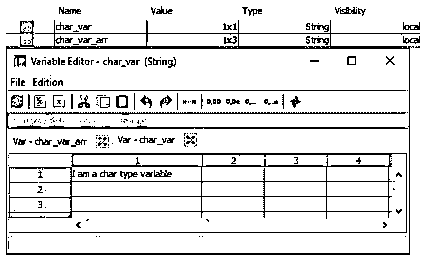 Name Value Type Visibility
char_var 1x1 String local
char_var_arr 1x3 String local
Variable Editor - char_var (String)
File Edition
Var - char_var_arr Var - char_var
1 2 3 4
1 I am a char type variable
2
3